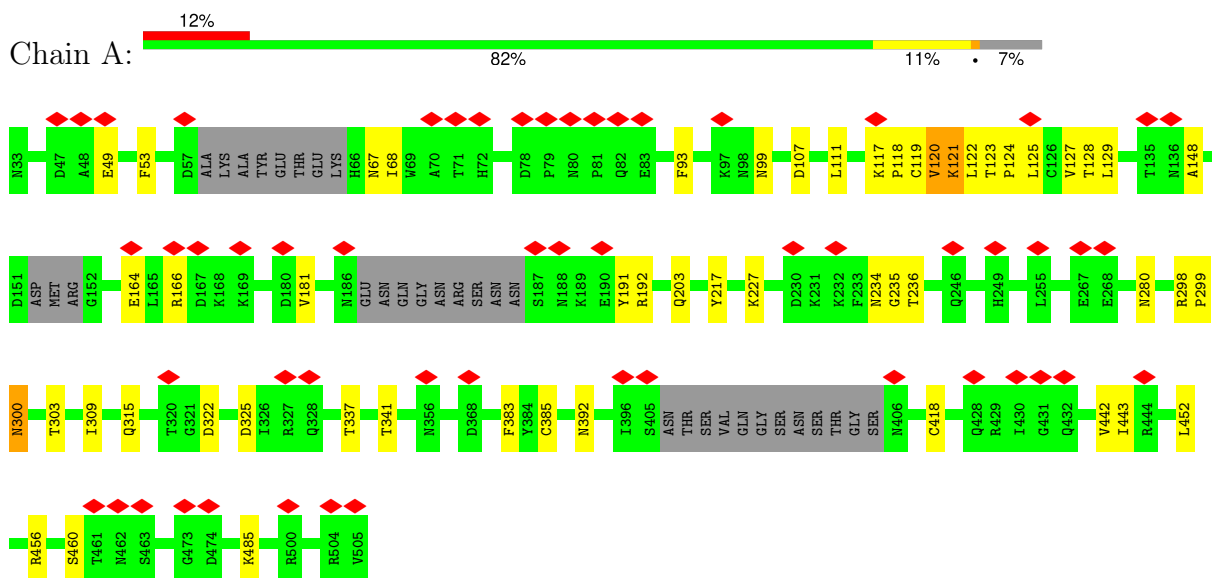 12%
Chain A:
82% 11% • 7%
N33 D47 A48 E49 F53 D57 ALA LYS ALA TYR GLU THR GLU LYS H66 N67 I68 W69 A70 T71 H72 D78 P79 N80 P81 Q82 E83 F93 K97 N98 N99 D107 L111 K117 P118 C119 V120 K121 L122 T123 P124 L125 C126 V127 T128 L129 T135 N136 A148
D151 ASP MET ARG G152 E164 L165 R166 D167 K168 K169 D180 V181 N186 GLU ASN GLN GLY ASN ARG SER ASN ASN S187 N188 K189 E190 Y191 R192 Q203 Y217 K227 D230 K231 K232 F233 N234 G235 T236 Q246 H249 L255 E267 E268 N280 R298 P299
N300 T303 I309 Q315 T320 G321 D322 D325 I326 R327 Q328 T337 T341 N356 D368 F383 Y384 C385 N392 I396 S405 ASN THR SER VAL GLN GLY SER ASN SER THR GLY SER N406 C418 Q428 R429 I430 G431 Q432 V442 I443 R444 L452
R456 S460 T461 N462 S463 G473 D474 K485 R500 R504 V505